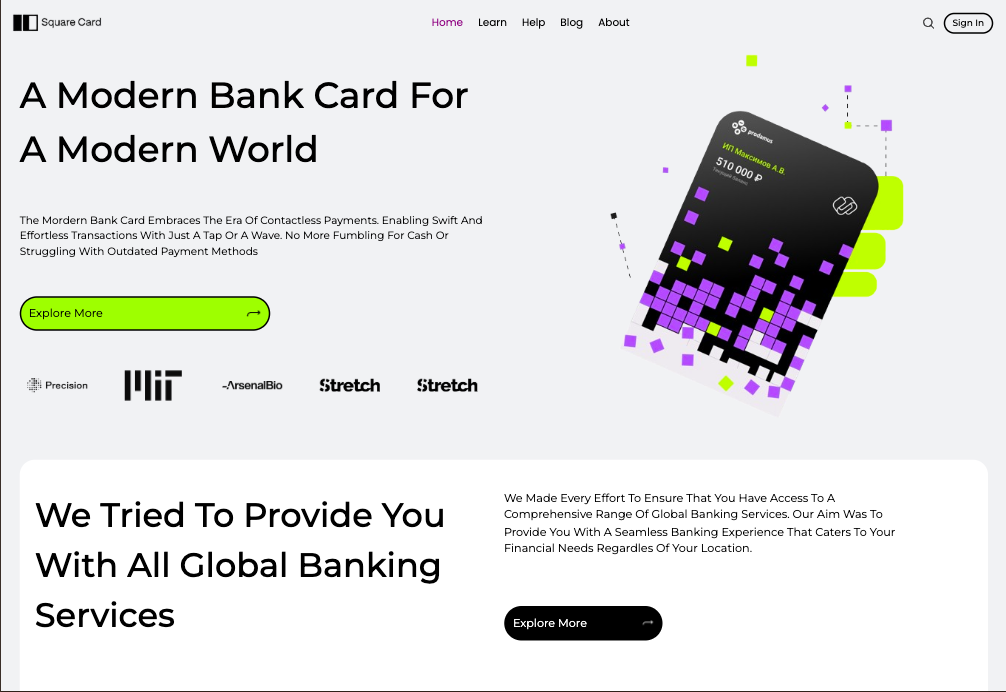 Square Card
Home Learn Help Blog About
Sign In
A Modern Bank Card For
A Modern World
The Mordern Bank Card Embraces The Era Of Contactless Payments. Enabling Swift And
Effortless Transactions With Just A Tap Or A Wave. No More Fumbling For Cash Or
Struggling With Outdated Payment Methods
Explore More
Precision
MIT
-ArsenalBio
Stretch
Stretch
prodamus
ИП Максимов А.В.
510 000 ₽
Текущий баланс
We Tried To Provide You
With All Global Banking
Services
We Made Every Effort To Ensure That You Have Access To A
Comprehensive Range Of Global Banking Services. Our Aim Was To
Provide You With A Seamless Banking Experience That Caters To Your
Financial Needs Regardles Of Your Location.
Explore More